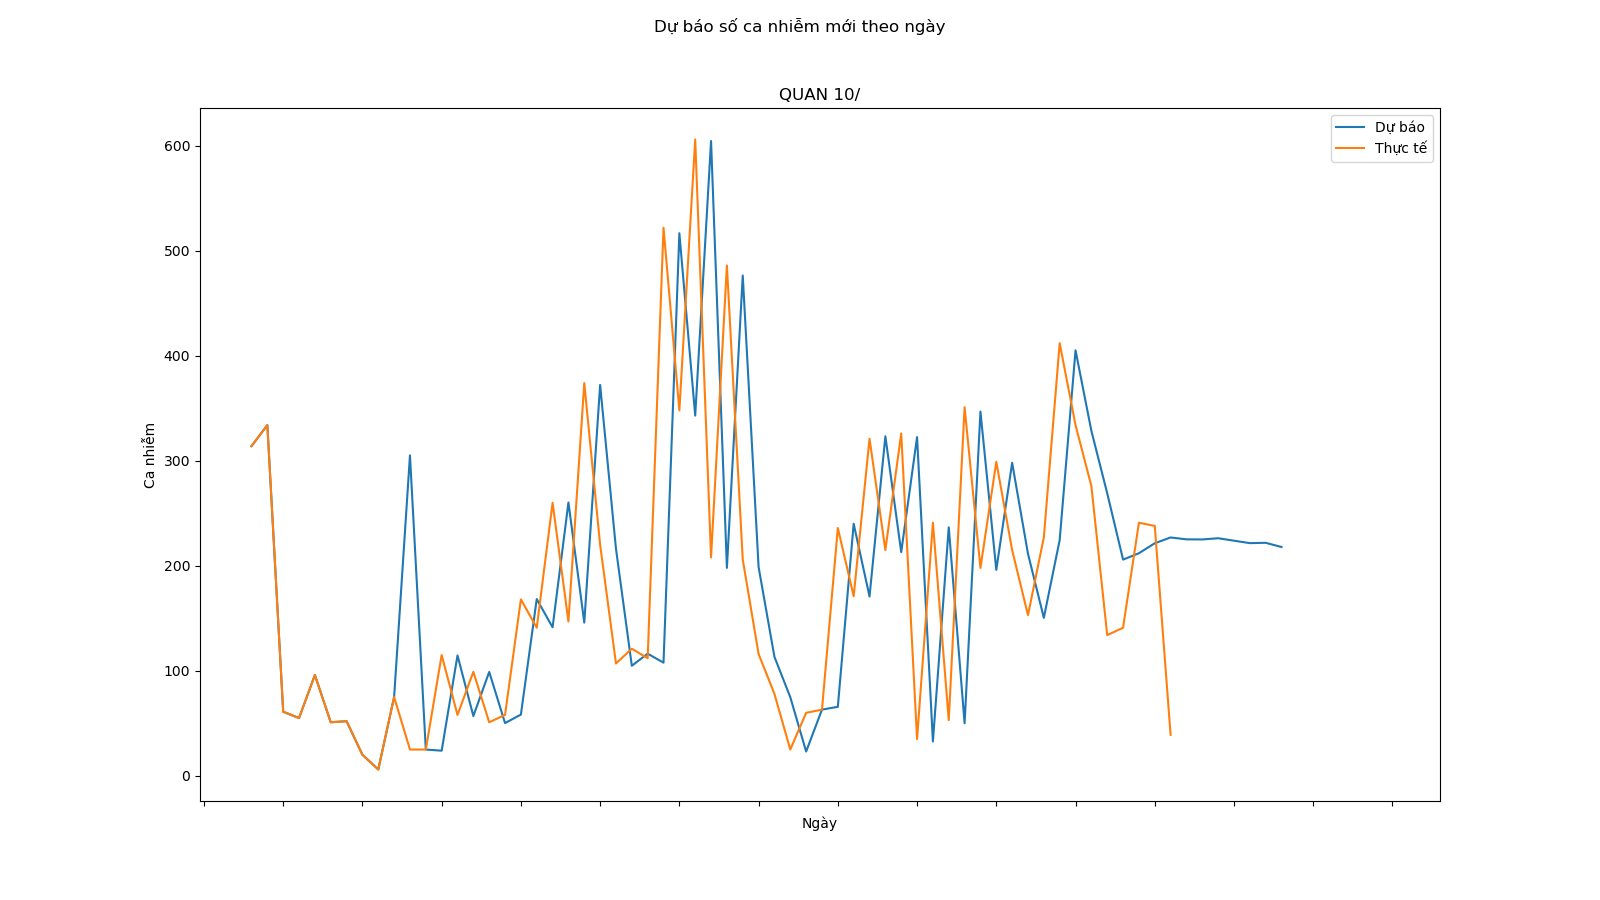 Dự báo số ca nhiễm mới theo ngày
QUAN 10/
Dự báo
Thực tế
600
500
400
300
200
100
0
Ca nhiễm
Ngày